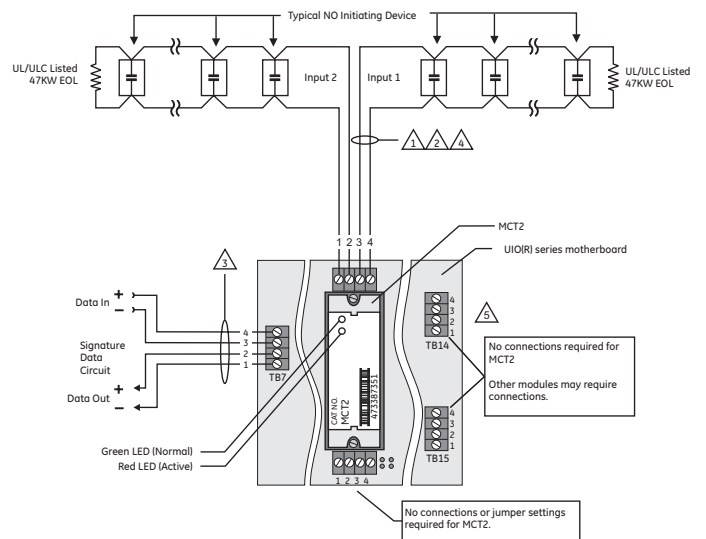 Typical NO Initiating Device
UL/ULC Listed
47KW EOL
Input 2
Input 1
UL/ULC Listed
47KW EOL
1 2 4
1 2 3 4
MCT2
UIO(R) series motherboard
3
5
Data In
+
−
Signature
Data
Circuit
+
Data Out
−
4
3
2
1
TB7
CAT NO.
MCT2
473387351
4
3
2
1
TB14
No connections required for
MCT2
Other modules may require
connections.
4
3
2
1
TB15
Green LED (Normal)
Red LED (Active)
1 2 3 4
No connections or jumper settings
required for MCT2.